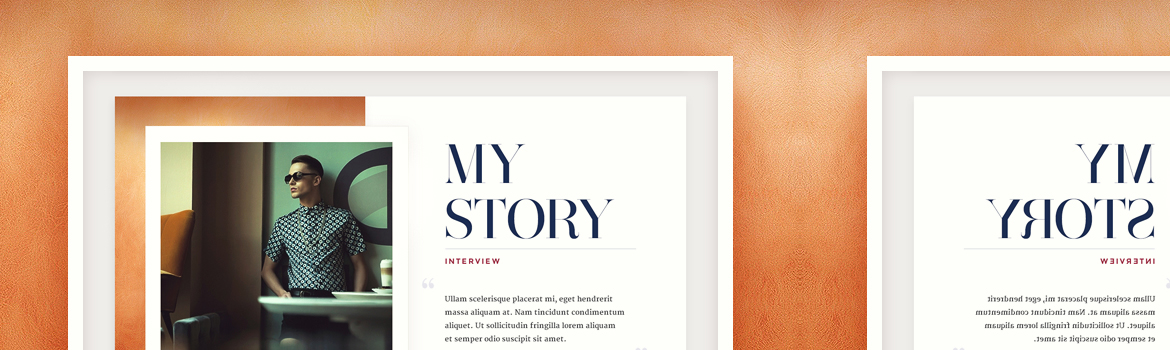 MY
STORY
INTERVIEW
“
Ullam scelerisque placerat mi, eget hendrerit
massa aliquam at. Nam tincidunt condimentum
aliquet. Ut sollicitudin fringilla lorem aliquam
et semper odio suscipit sit amet.
MY
STORY
INTERVIEW
Ullam scelerisque placerat mi, eget hendrerit
massa aliquam at. Nam tincidunt condimentum
aliquet. Ut sollicitudin fringilla lorem aliquam
et semper odio suscipit sit amet.